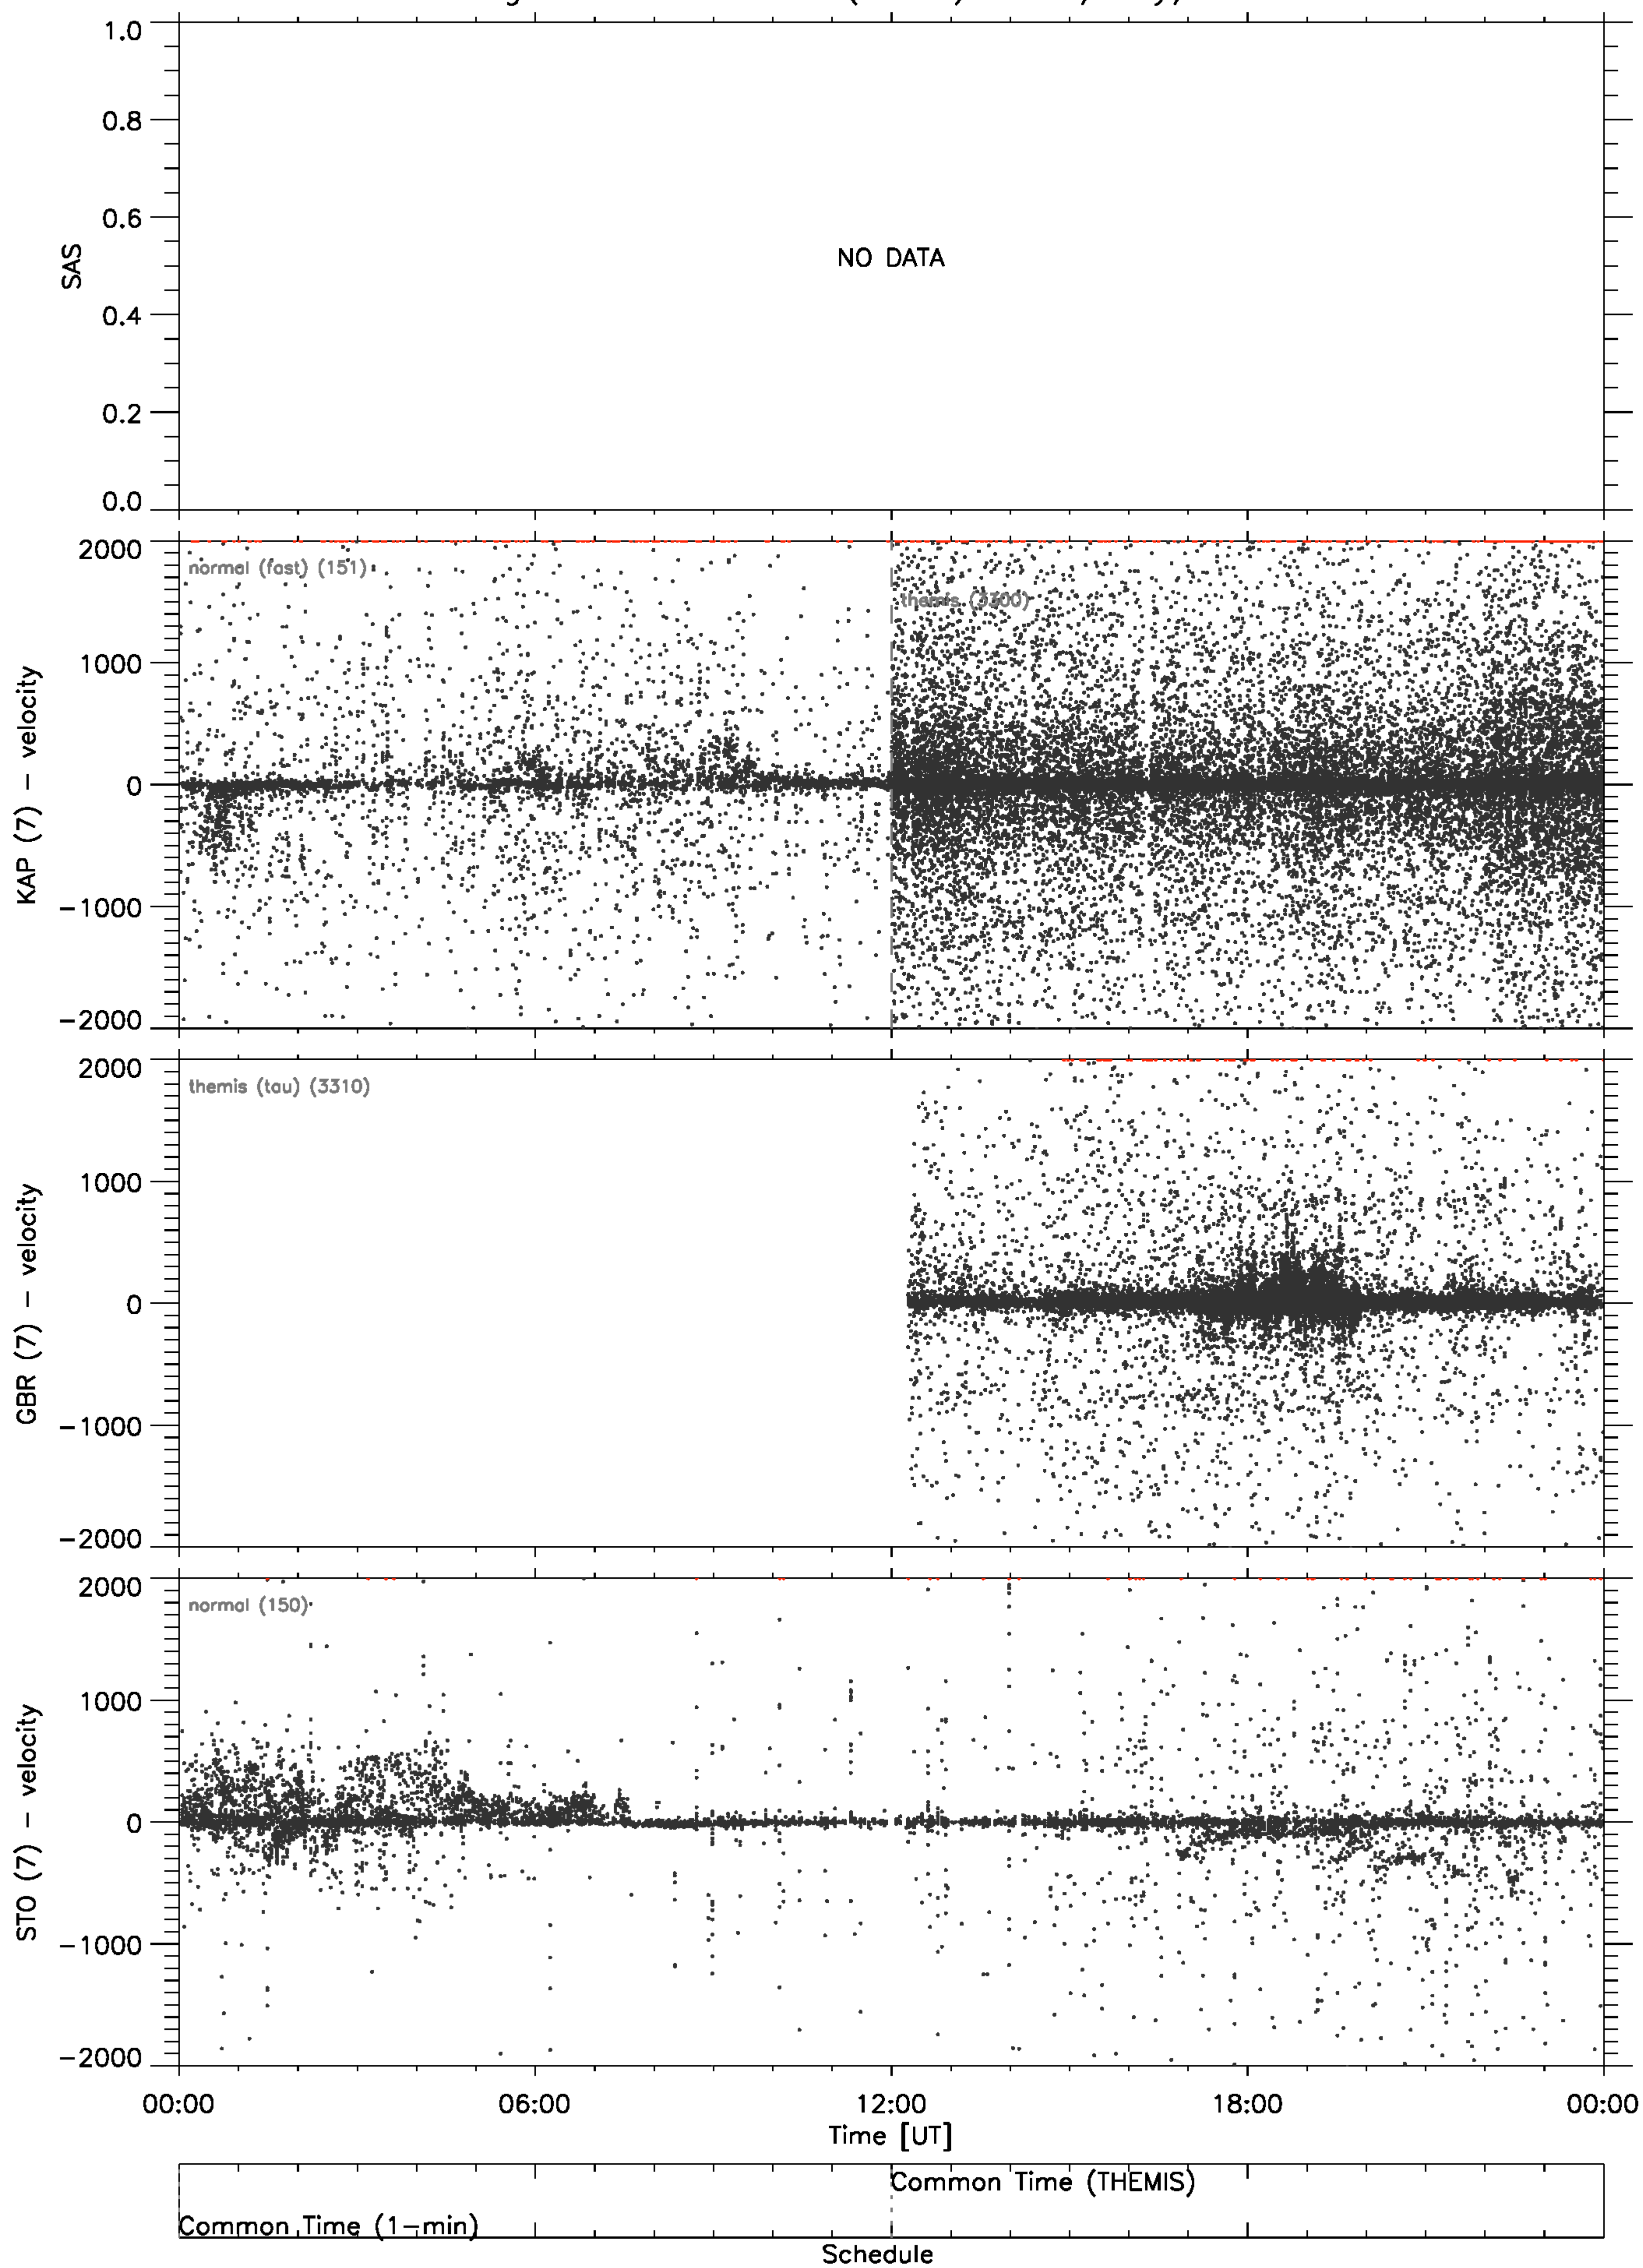 1.0
0.8
0.6
0.4
0.2
0.0
SAS
NO DATA
2000
1000
0
−1000
−2000
KAP (7) − velocity
normal (fast) (151)
themis (3300)
2000
1000
0
−1000
−2000
GBR (7) − velocity
themis (tau) (3310)
2000
1000
0
−1000
−2000
STO (7) − velocity
normal (150)
00:00 06:00 12:00 18:00 00:00
Time [UT]
Common Time (THEMIS)
Common Time (1−min)
Schedule